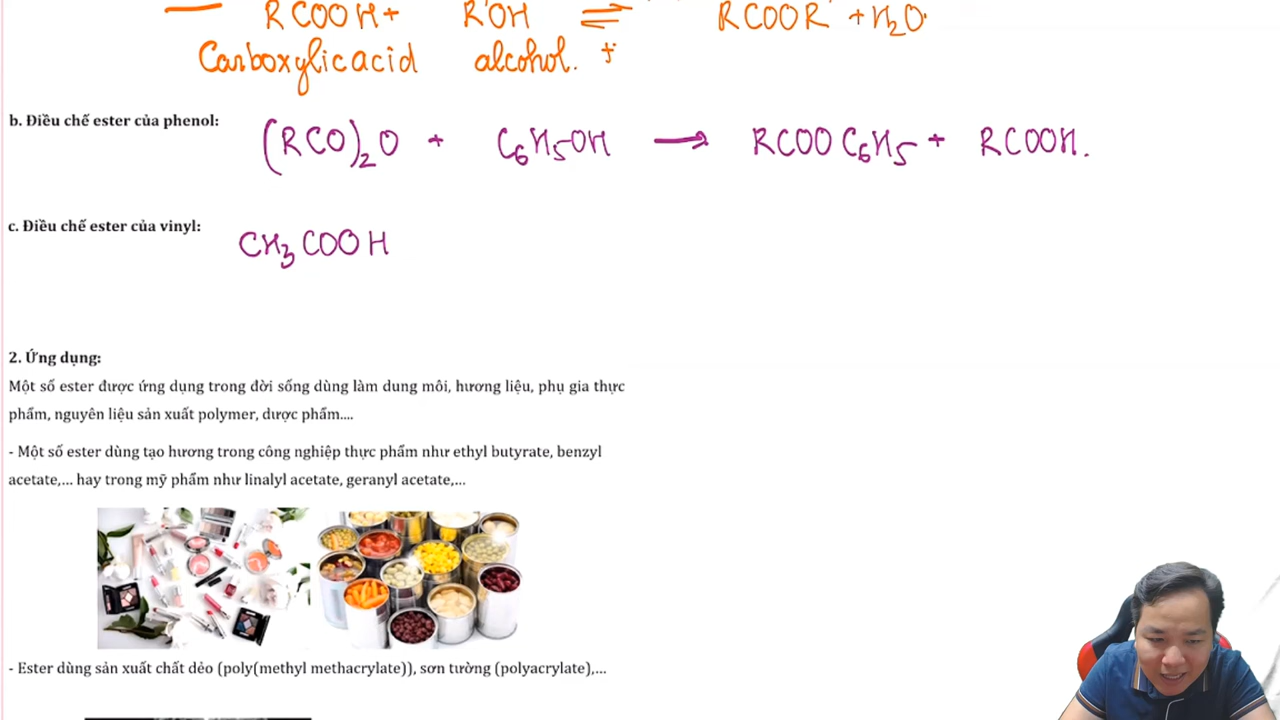 RCOOH + R'OH ⇌ RCOOR' + H₂O.
Carboxylic acid alcohol. +
b. Điều chế ester của phenol: (RCO)₂O + C₆H₅OH → RCOOC₆H₅ + RCOOH.
c. Điều chế ester của vinyl: CH₃COOH
2. Ứng dụng:
Một số ester được ứng dụng trong đời sống dùng làm dung môi, hương liệu, phụ gia thực
phẩm, nguyên liệu sản xuất polymer, dược phẩm....
- Một số ester dùng tạo hương trong công nghiệp thực phẩm như ethyl butyrate, benzyl
acetate,... hay trong mỹ phẩm như linalyl acetate, geranyl acetate,...
- Ester dùng sản xuất chất dẻo (poly(methyl methacrylate)), sơn tường (polyacrylate),...